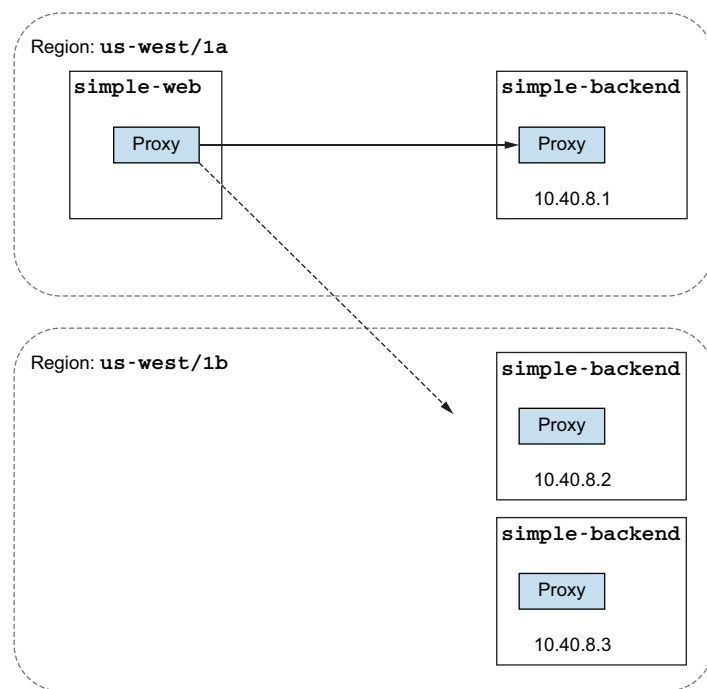 Region: us-west/1a
simple-web
Proxy
simple-backend
Proxy
10.40.8.1
Region: us-west/1b
simple-backend
Proxy
10.40.8.2
simple-backend
Proxy
10.40.8.3